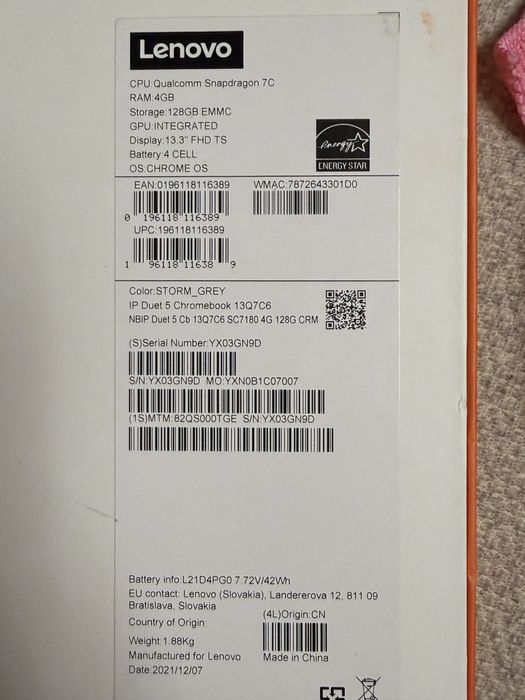 Lenovo
CPU:Qualcomm Snapdragon 7C
RAM:4GB
Storage:128GB EMMC
GPU:INTEGRATED
Display:13.3" FHD TS
Battery:4 CELL
OS:CHROME OS
energy
ENERGY STAR
EAN:0196118116389 WMAC:7872643301D0
0 196118 116389
UPC:196118116389
1 96118 11638 9
Color:STORM_GREY
IP Duet 5 Chromebook 13Q7C6
NBIP Duet 5 Cb 13Q7C6 SC7180 4G 128G CRM
(S)Serial Number:YX03GN9D
S/N:YX03GN9D MO:YXN0B1C07007
(1S)MTM:82QS000TGE S/N:YX03GN9D
Battery info:L21D4PG0 7.72V/42Wh
EU contact: Lenovo (Slovakia), Landererova 12, 811 09
Bratislava, Slovakia
(4L)Origin:CN
Country of Origin:
Weight:1.88Kg
Manufactured for Lenovo Made in China
Date:2021/12/07